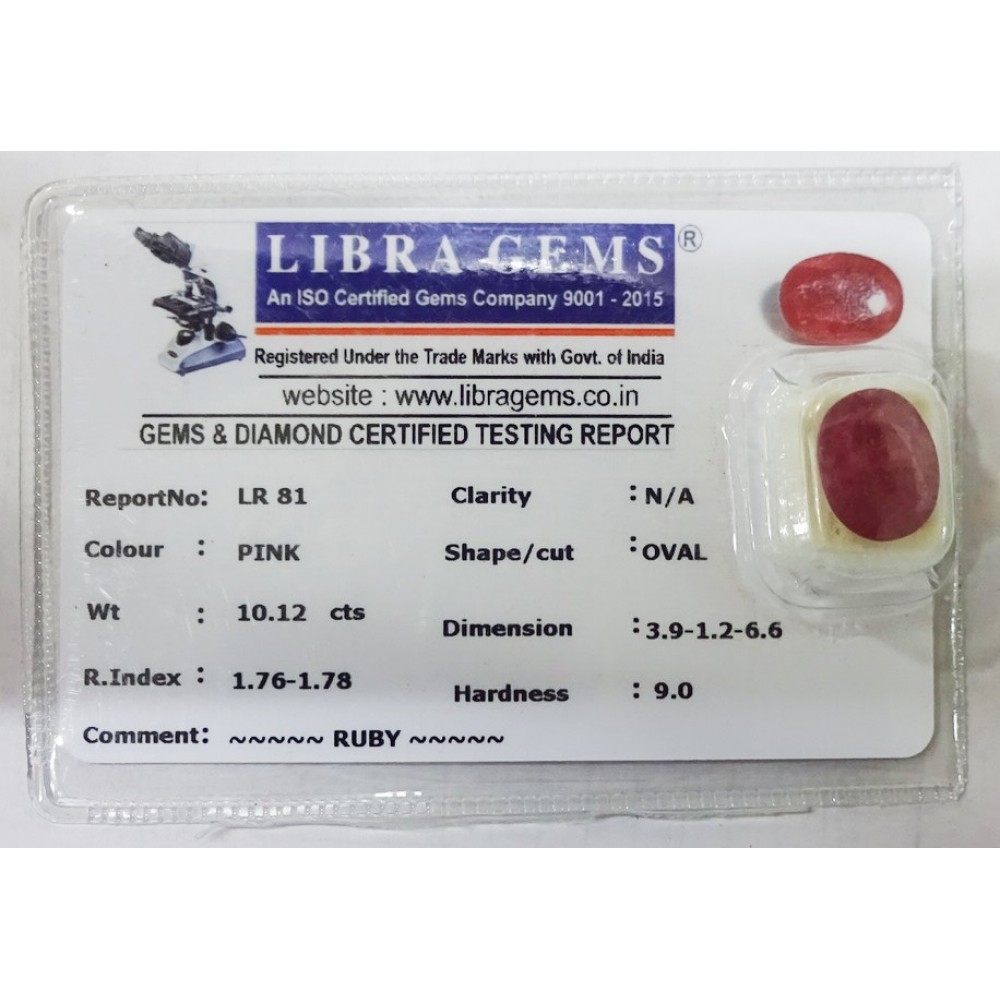 LIBRA GEMS ®
An ISO Certified Gems Company 9001 - 2015
Registered Under the Trade Marks with Govt. of India
website : www.libragems.co.in
GEMS & DIAMOND CERTIFIED TESTING REPORT
ReportNo: LR 81 Clarity : N/A
Colour : PINK Shape/cut : OVAL
Wt : 10.12 cts Dimension : 3.9-1.2-6.6
R.Index : 1.76-1.78 Hardness : 9.0
Comment: ~~~~~ RUBY ~~~~~